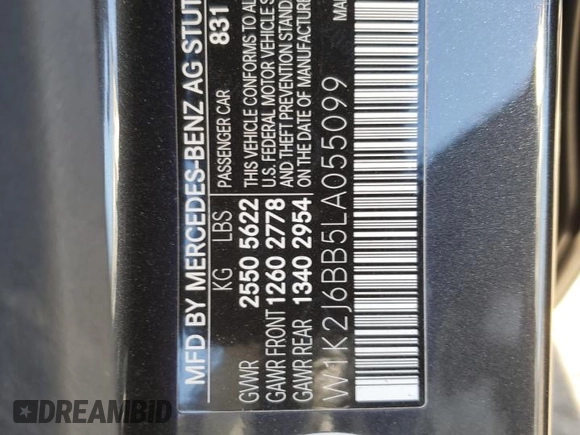 MFD BY MERCEDES-BENZ AG STUT
KG LBS PASSENGER CAR 831
GVWR 2550 5622 THIS VEHICLE CONFORMS TO AL
GAWR FRONT 1260 2778 U.S. FEDERAL MOTOR VEHICLE S
AND THEFT PREVENTION STAND
GAWR REAR 1340 2954 ON THE DATE OF MANUFACTUR
MA
W1K2J6BB5LA055099
DREAMBID